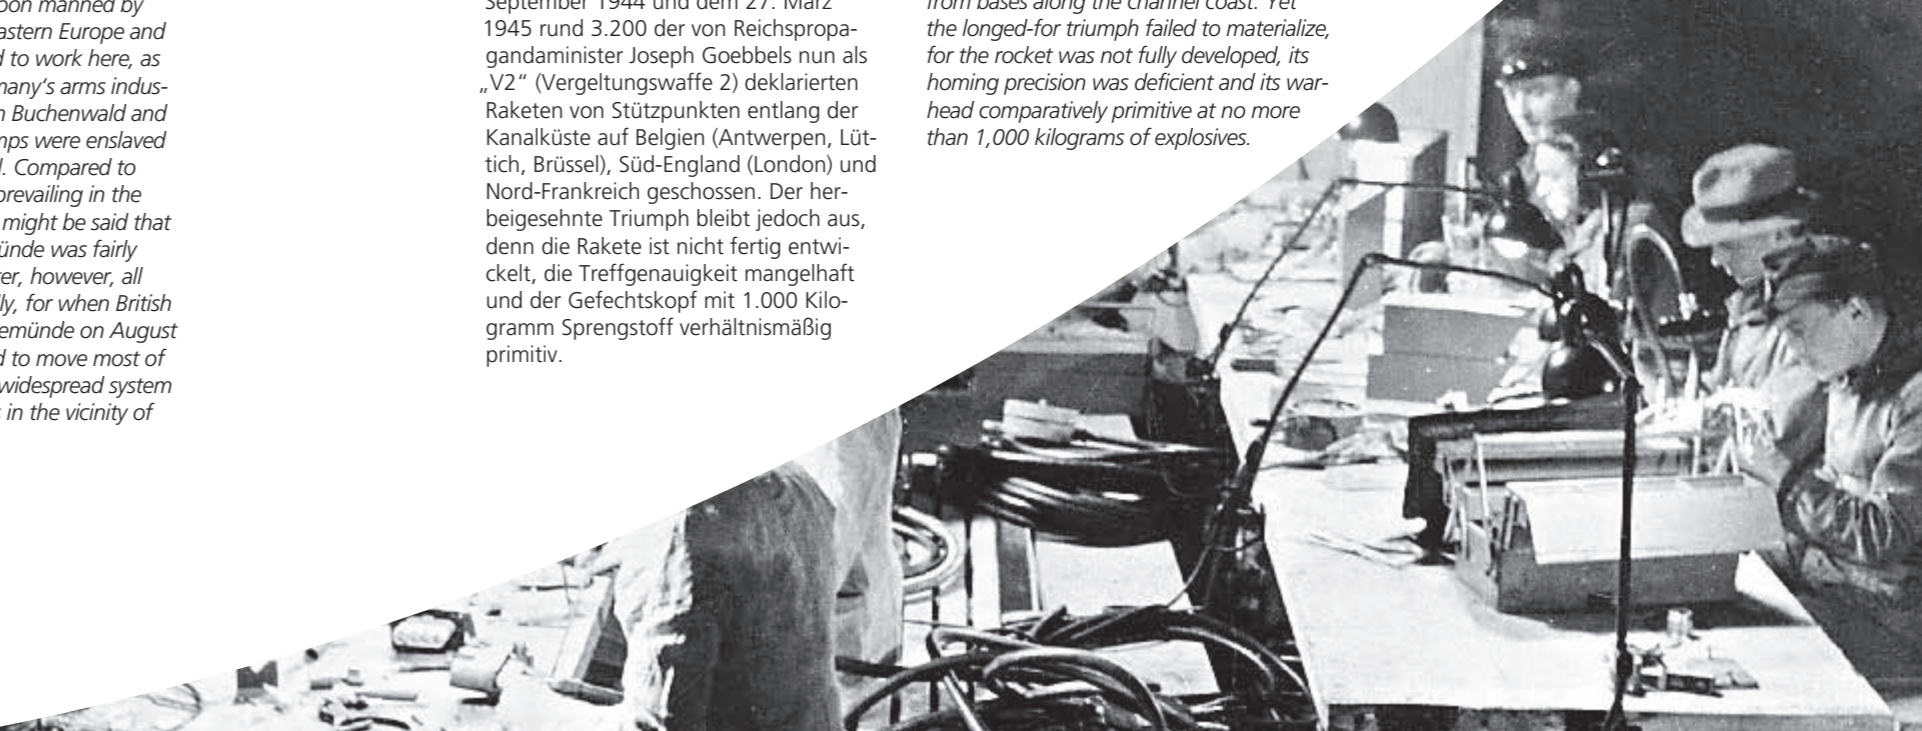 manned by
Eastern Europe and
to work here, as
many's arms indus-
Buchenwald and
were enslaved
Compared to
prevailing in the
might be said that
was fairly
however, all
for when British
on August
to move most of
widespread system
in the vicinity of
September 1944 und dem 27. März
1945 rund 3.200 der von Reichspropa-
gandaminister Joseph Goebbels nun als
„V2“ (Vergeltungswaffe 2) deklarierten
Raketen von Stützpunkten entlang der
Kanalküste auf Belgien (Antwerpen, Lüt-
tich, Brüssel), Süd-England (London) und
Nord-Frankreich geschossen. Der her-
beigesehnte Triumph bleibt jedoch aus,
denn die Rakete ist nicht fertig entwi-
ckelt, die Treffgenauigkeit mangelhaft
und der Gefechtskopf mit 1.000 Kilo-
gramm Sprengstoff verhältnismäßig
primitiv.
from bases along the channel coast. Yet
the longed-for triumph failed to materialize,
for the rocket was not fully developed, its
homing precision was deficient and its war-
head comparatively primitive at no more
than 1,000 kilograms of explosives.